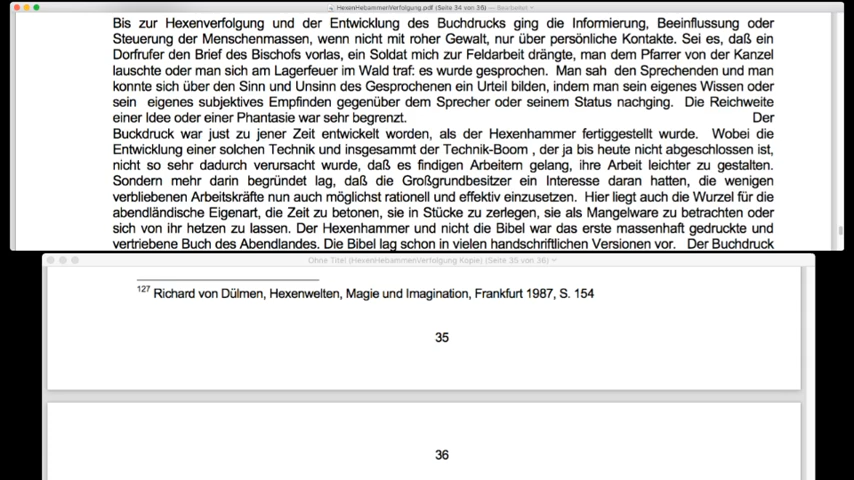 HexenHebammenVerfolgung.pdf (Seite 34 von 36) — Bearbeitet
Bis zur Hexenverfolgung und der Entwicklung des Buchdrucks ging die Informierung, Beeinflussung oder
Steuerung der Menschenmassen, wenn nicht mit roher Gewalt, nur über persönliche Kontakte. Sei es, daß ein
Dorfrufer den Brief des Bischofs vorlas, ein Soldat mich zur Feldarbeit drängte, man dem Pfarrer von der Kanzel
lauschte oder man sich am Lagerfeuer im Wald traf: es wurde gesprochen. Man sah den Sprechenden und man
konnte sich über den Sinn und Unsinn des Gesprochenen ein Urteil bilden, indem man sein eigenes Wissen oder
sein eigenes subjektives Empfinden gegenüber dem Sprecher oder seinem Status nachging. Die Reichweite
einer Idee oder einer Phantasie war sehr begrenzt. Der
Buckdruck war just zu jener Zeit entwickelt worden, als der Hexenhammer fertiggestellt wurde. Wobei die
Entwicklung einer solchen Technik und insgesammt der Technik-Boom , der ja bis heute nicht abgeschlossen ist,
nicht so sehr dadurch verursacht wurde, daß es findigen Arbeitern gelang, ihre Arbeit leichter zu gestalten.
Sondern mehr darin begründet lag, daß die Großgrundbesitzer ein Interesse daran hatten, die wenigen
verbliebenen Arbeitskräfte nun auch möglichst rationell und effektiv einzusetzen. Hier liegt auch die Wurzel für die
abendländische Eigenart, die Zeit zu betonen, sie in Stücke zu zerlegen, sie als Mangelware zu betrachten oder
sich von ihr hetzen zu lassen. Der Hexenhammer und nicht die Bibel war das erste massenhaft gedruckte und
vertriebene Buch des Abendlandes. Die Bibel lag schon in vielen handschriftlichen Versionen vor. Der Buchdruck
Ohne Titel (HexenHebammenVerfolgung Kopie) (Seite 35 von 36)
127 Richard von Dülmen, Hexenwelten, Magie und Imagination, Frankfurt 1987, S. 154
35
36